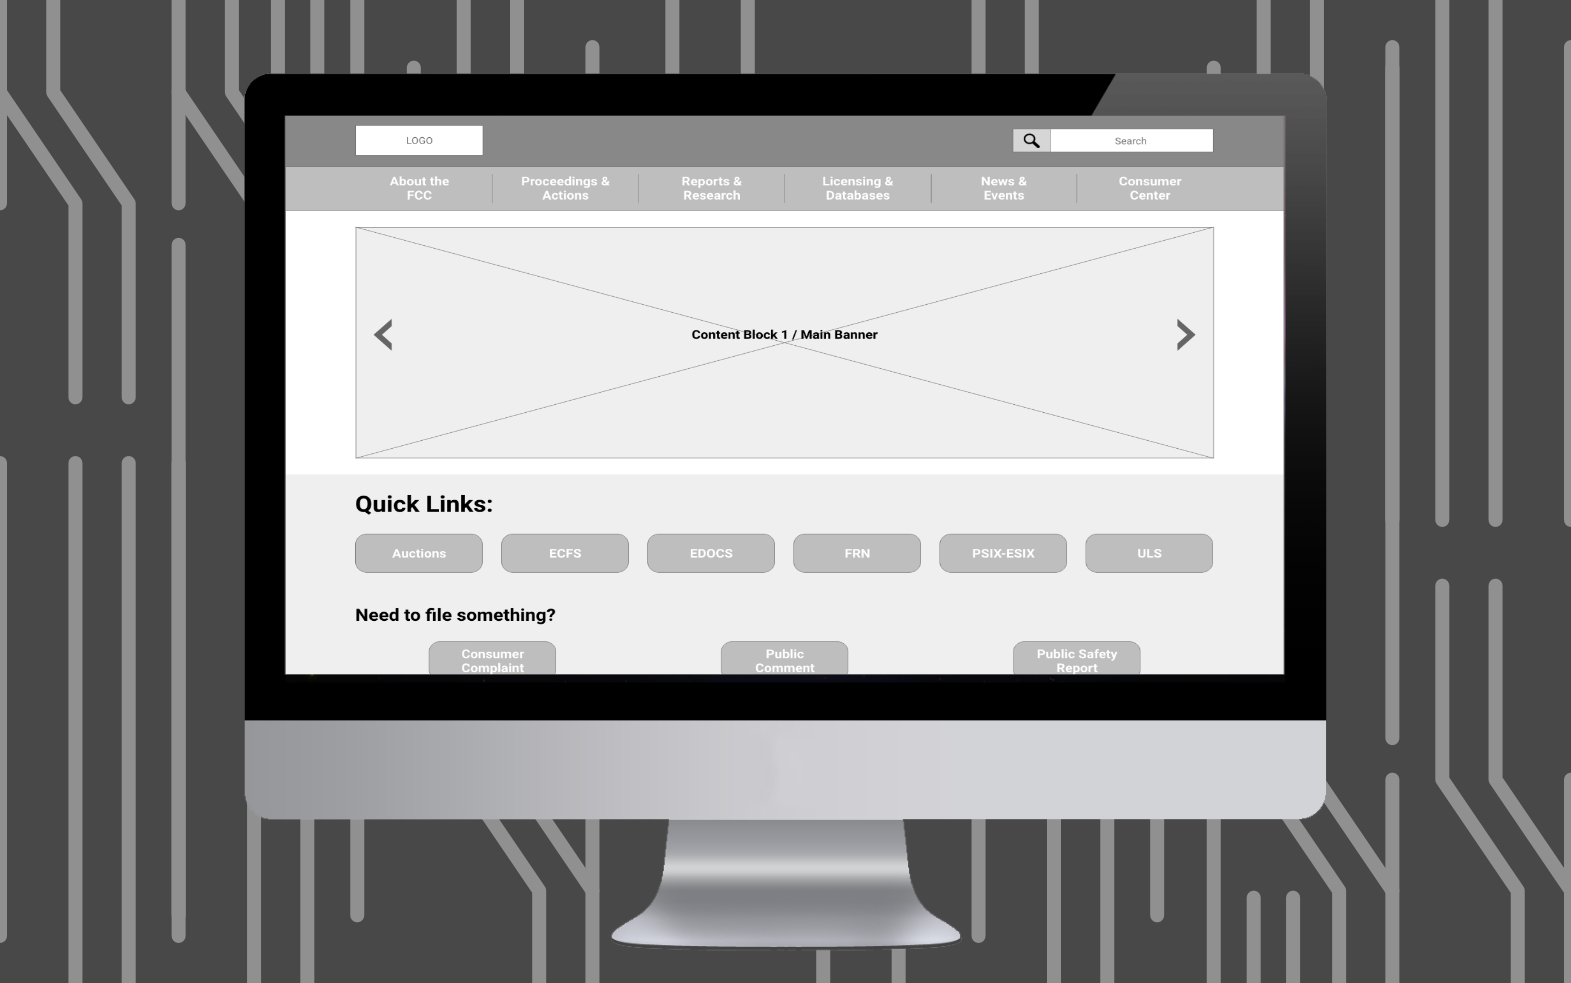 LOGO
Search
About the
FCC
Proceedings &
Actions
Reports &
Research
Licensing &
Databases
News &
Events
Consumer
Center
Content Block 1 / Main Banner
Quick Links:
Auctions
ECFS
EDOCS
FRN
PSIX-ESIX
ULS
Need to file something?
Consumer
Complaint
Public
Comment
Public Safety
Report